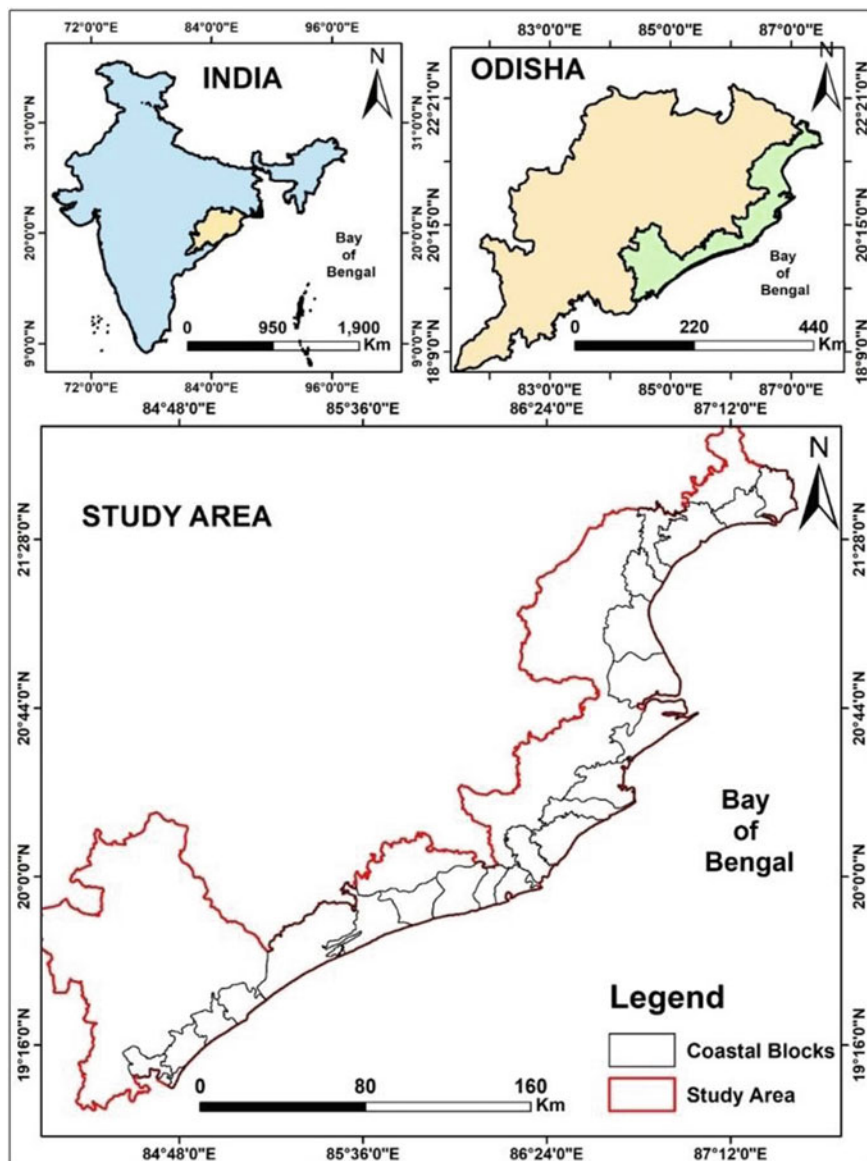 72°0'0"E 84°0'0"E 96°0'0"E
INDIA
N
31°0'0"N
20°0'0"N
9°0'0"N
31°0'0"N
20°0'0"N
9°0'0"N
Bay
of
Bengal
0 950 1,900
Km
72°0'0"E 84°0'0"E 96°0'0"E
83°0'0"E 85°0'0"E 87°0'0"E
ODISHA
N
22°21'0"N
20°15'0"N
18°9'0"N
22°21'0"N
20°15'0"N
18°9'0"N
Bay
of
Bengal
0 220 440
Km
83°0'0"E 85°0'0"E 87°0'0"E
84°48'0"E 85°36'0"E 86°24'0"E 87°12'0"E
STUDY AREA
N
21°28'0"N
20°44'0"N
20°0'0"N
19°16'0"N
21°28'0"N
20°44'0"N
20°0'0"N
19°16'0"N
Bay
of
Bengal
Legend
Coastal Blocks
Study Area
0 80 160
Km
84°48'0"E 85°36'0"E 86°24'0"E 87°12'0"E